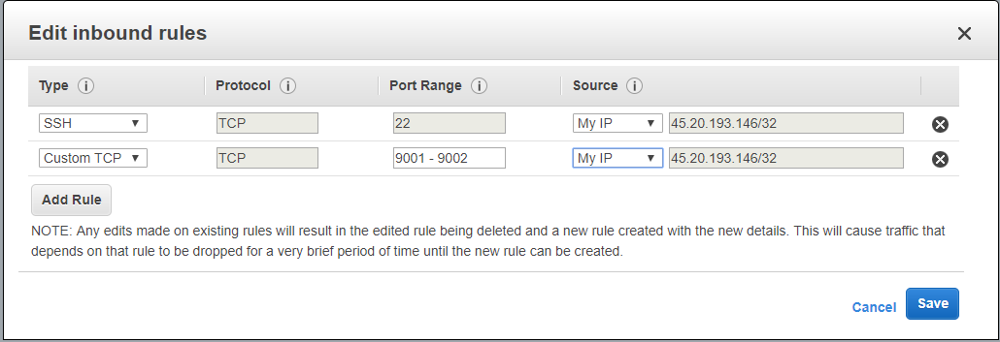 Edit inbound rules
Type Protocol Port Range Source
SSH TCP 22 My IP 45.20.193.146/32
Custom TCP TCP 9001 - 9002 My IP 45.20.193.146/32
Add Rule
NOTE: Any edits made on existing rules will result in the edited rule being deleted and a new rule created with the new details. This will cause traffic that
depends on that rule to be dropped for a very brief period of time until the new rule can be created.
Cancel Save